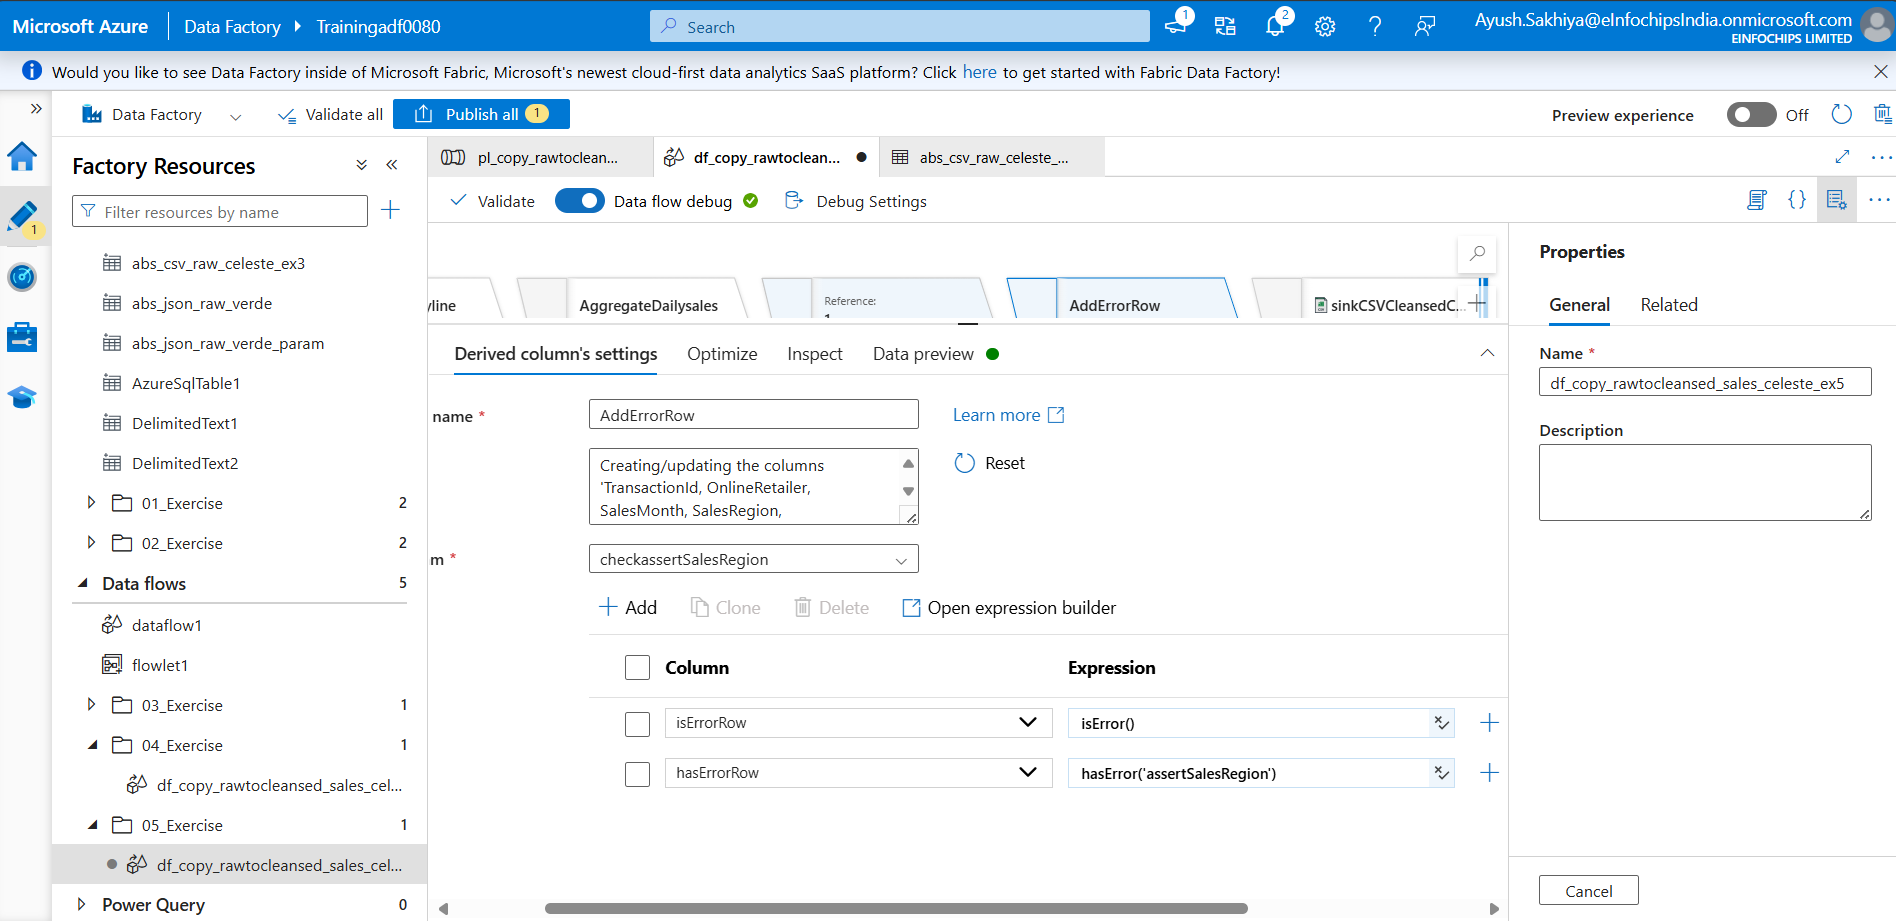 Microsoft Azure
Data Factory
Trainingadf0080
Search
1
2
Ayush.Sakhiya@eInfochipsIndia.onmicrosoft.com
EINFOCHIPS LIMITED
Would you like to see Data Factory inside of Microsoft Fabric, Microsoft's newest cloud-first data analytics SaaS platform? Click here to get started with Fabric Data Factory!
Data Factory
Validate all
Publish all 1
Preview experience
Off
1
Factory Resources
Filter resources by name
abs_csv_raw_celeste_ex3
abs_json_raw_verde
abs_json_raw_verde_param
AzureSqlTable1
DelimitedText1
DelimitedText2
01_Exercise 2
02_Exercise 2
Data flows 5
dataflow1
flowlet1
03_Exercise 1
04_Exercise 1
df_copy_rawtocleansed_sales_cel...
05_Exercise 1
df_copy_rawtocleansed_sales_cel...
Power Query 0
pl_copy_rawtoclean...
df_copy_rawtoclean...
abs_csv_raw_celeste_...
Validate
Data flow debug
Debug Settings
yline
AggregateDailysales
Reference:
AddErrorRow
sinkCSVCleansedC...
Derived column's settings
Optimize
Inspect
Data preview
name *
AddErrorRow
Learn more
Creating/updating the columns
'TransactionId, OnlineRetailer,
SalesMonth, SalesRegion,
Reset
m *
checkassertSalesRegion
Add
Clone
Delete
Open expression builder
Column
Expression
isErrorRow
isError()
hasErrorRow
hasError('assertSalesRegion')
Properties
General
Related
Name *
df_copy_rawtocleansed_sales_celeste_ex5
Description
Cancel